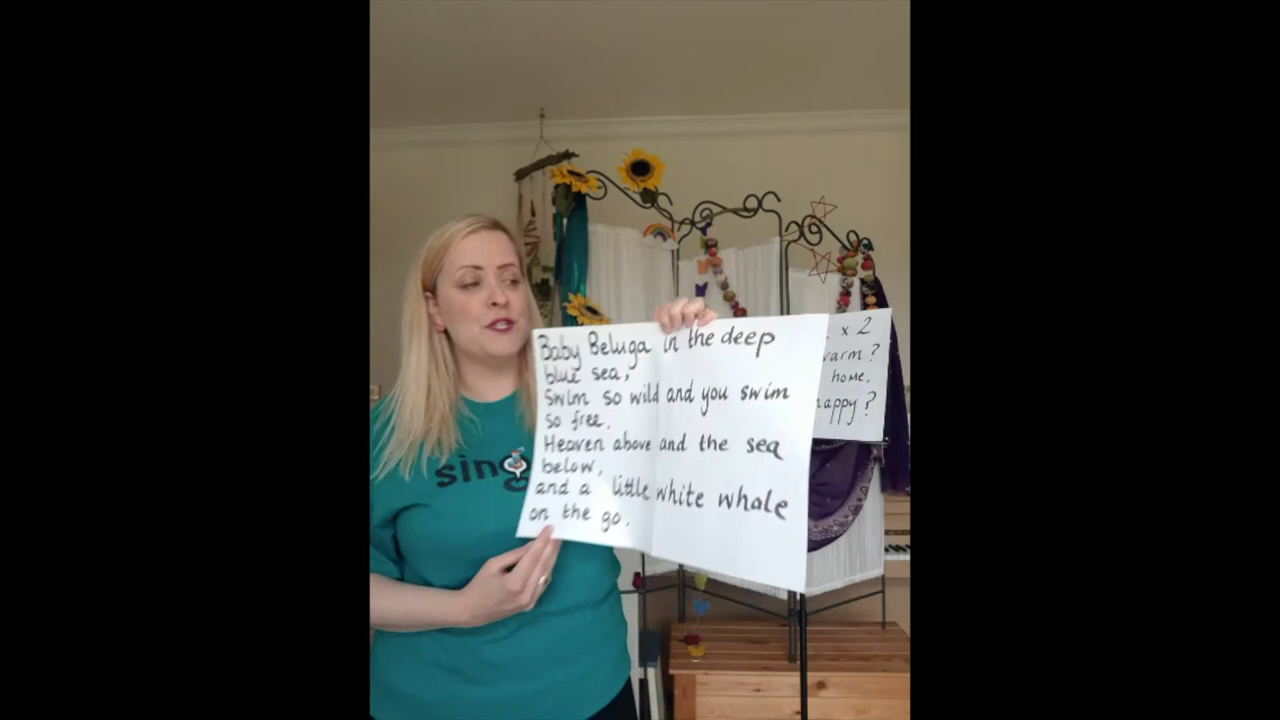 Baby Beluga in the deep
blue sea,
Swim so wild and you swim
so free.
Heaven above and the sea
below,
and a little white whale
on the go.
x 2
warm?
home,
happy?
sing